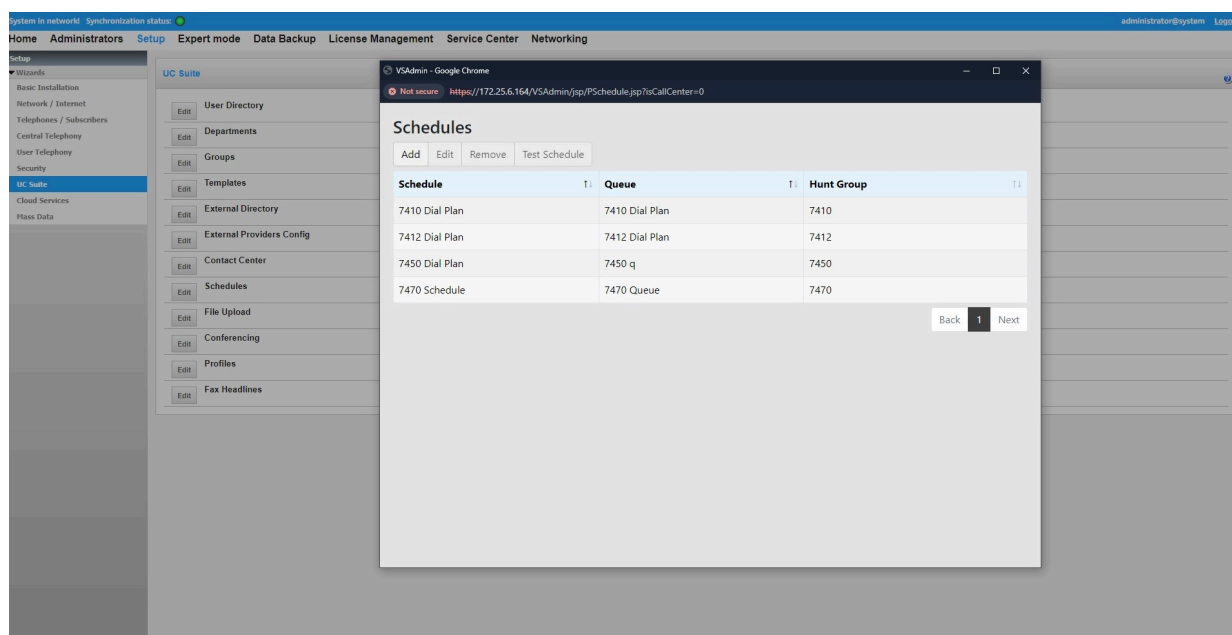 System in network! Synchronization status:
administrator@system Logo
Home Administrators Setup Expert mode Data Backup License Management Service Center Networking
Setup
Wizards
Basic Installation
Network / Internet
Telephones / Subscribers
Central Telephony
User Telephony
Security
UC Suite
Cloud Services
Mass Data
UC Suite
Edit User Directory
Edit Departments
Edit Groups
Edit Templates
Edit External Directory
Edit External Providers Config
Edit Contact Center
Edit Schedules
Edit File Upload
Edit Conferencing
Edit Profiles
Edit Fax Headlines
VSAdmin - Google Chrome
Not secure https://172.25.6.164/VSAdmin/jsp/PSchedule.jsp?isCallCenter=0
Schedules
Add Edit Remove Test Schedule
Schedule Queue Hunt Group
7410 Dial Plan 7410 Dial Plan 7410
7412 Dial Plan 7412 Dial Plan 7412
7450 Dial Plan 7450 q 7450
7470 Schedule 7470 Queue 7470
Back 1 Next